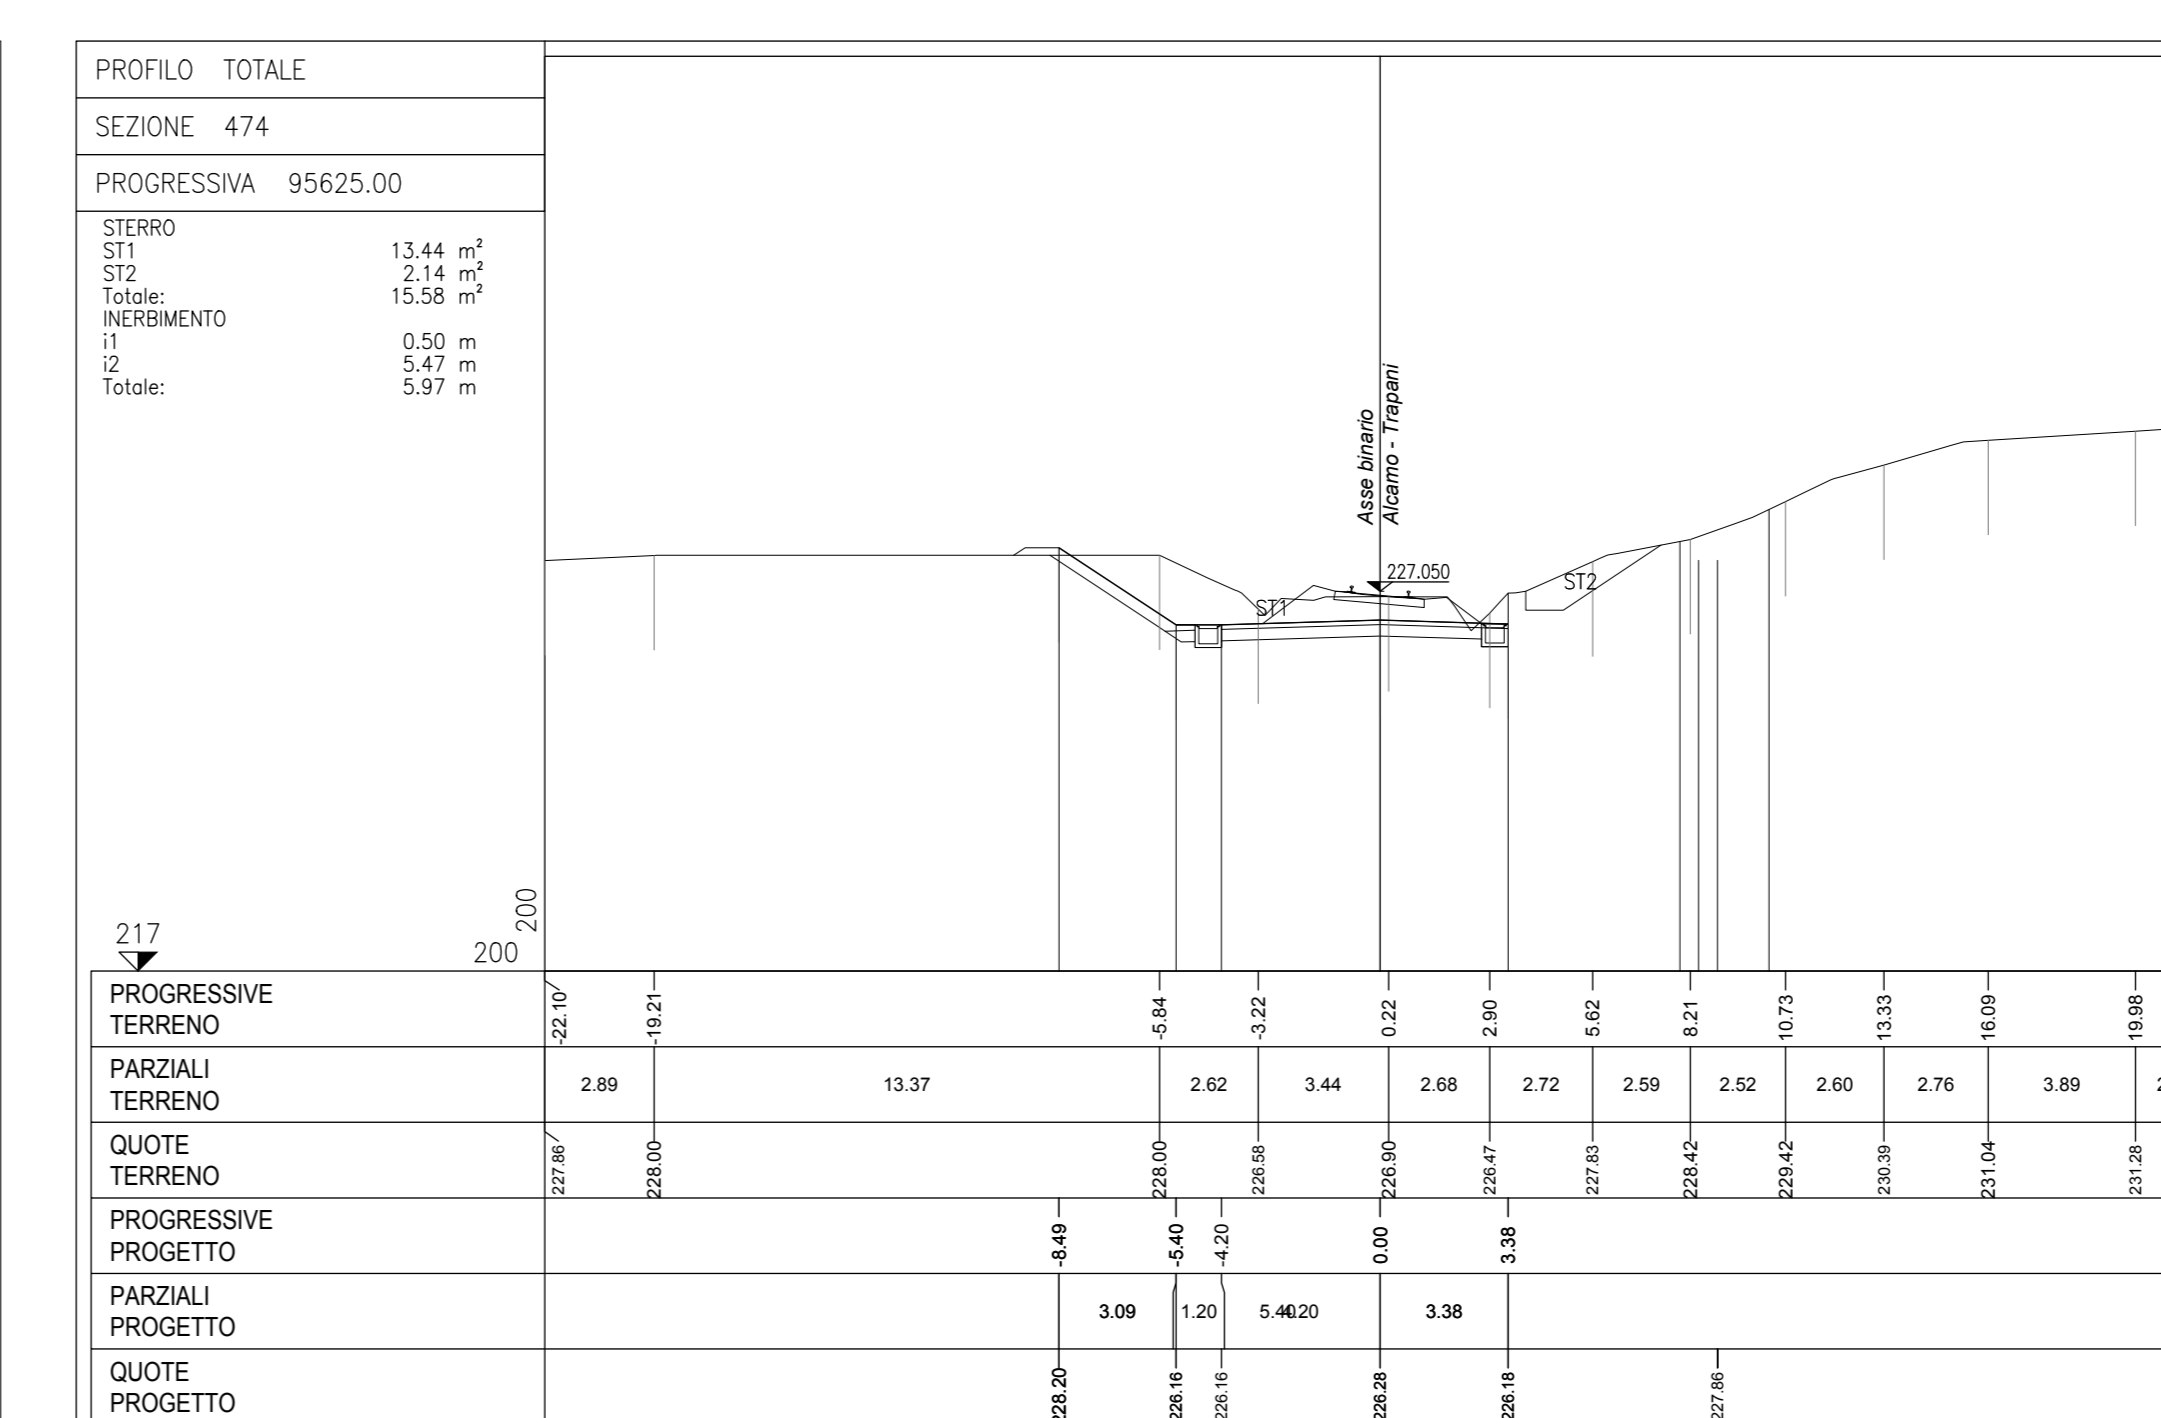 PROFILO TOTALE
SEZIONE 474
PROGRESSIVA 95625.00
STERRO
ST1 13.44 m²
ST2 2.14 m²
Totale: 15.58 m²
INERBIMENTO
i1 0.50 m
i2 5.47 m
Totale: 5.97 m
Asse binario
Alcamo - Trapani
227.050
ST1
ST2
217
200
200
PROGRESSIVE
TERRENO
-22.10 -19.21 -5.84 -3.22 0.22 2.90 5.62 8.21 10.73 13.33 16.09 19.98
PARZIALI
TERRENO
2.89 13.37 2.62 3.44 2.68 2.72 2.59 2.52 2.60 2.76 3.89
QUOTE
TERRENO
227.86 228.00 228.00 226.58 226.90 226.47 227.83 228.42 229.42 230.39 231.04 231.28
PROGRESSIVE
PROGETTO
-8.49 -5.40 -4.20 0.00 3.38
PARZIALI
PROGETTO
3.09 1.20 5.40 4.20 3.38
QUOTE
PROGETTO
228.20 226.16 226.16 226.28 226.18 227.86